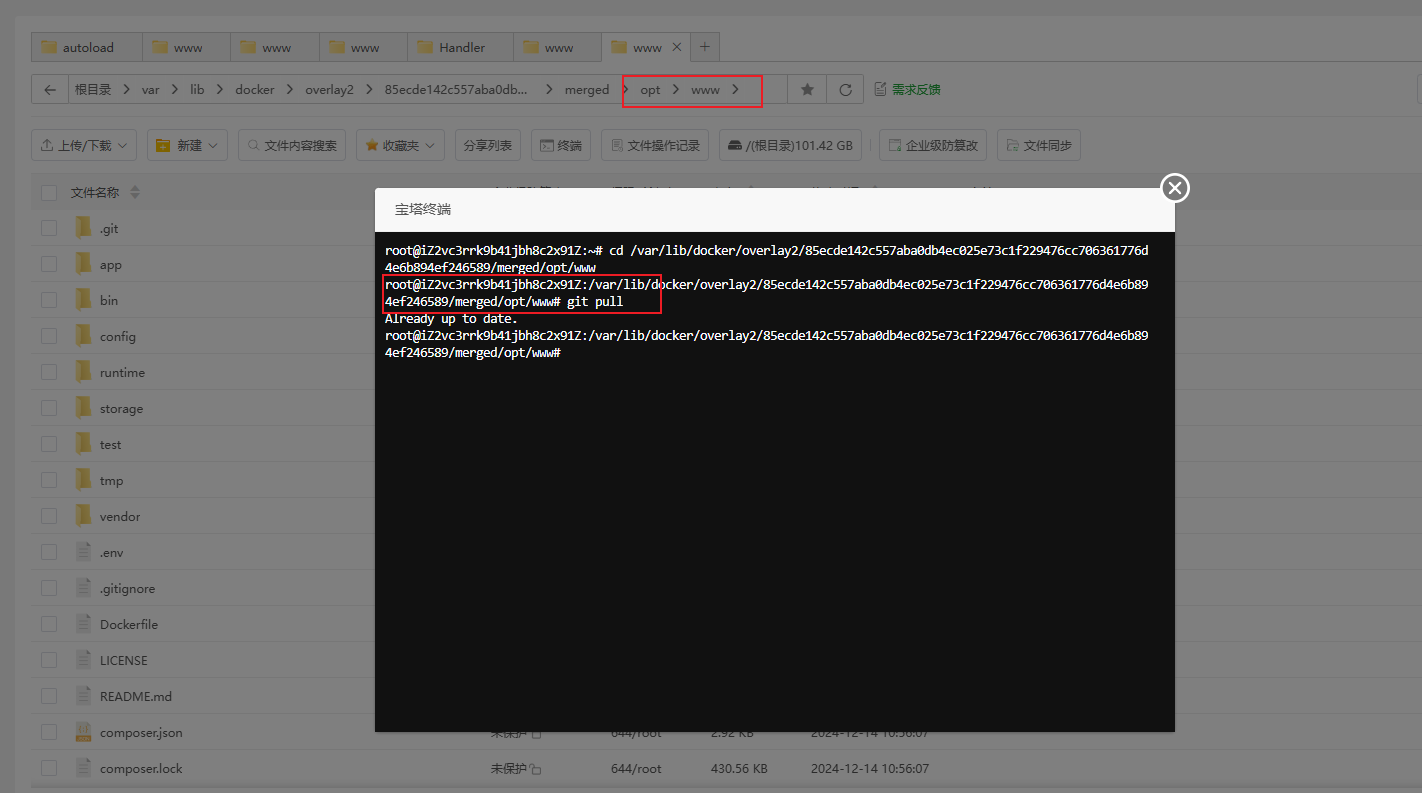 autoload www www www Handler www www
根目录 var lib docker overlay2 85ecde142c557aba0db... merged opt www 需求反馈
上传/下载 新建 文件内容搜索 收藏夹 分享列表 终端 文件操作记录 /(根目录)101.42 GB 企业级防篡改 文件同步
文件名称
宝塔终端
root@iZ2vc3rrk9b41jbh8c2x91Z:~# cd /var/lib/docker/overlay2/85ecde142c557aba0db4ec025e73c1f229476cc706361776d
4e6b894ef246589/merged/opt/www
root@iZ2vc3rrk9b41jbh8c2x91Z:/var/lib/docker/overlay2/85ecde142c557aba0db4ec025e73c1f229476cc706361776d4e6b89
4ef246589/merged/opt/www# git pull
Already up to date.
root@iZ2vc3rrk9b41jbh8c2x91Z:/var/lib/docker/overlay2/85ecde142c557aba0db4ec025e73c1f229476cc706361776d4e6b89
4ef246589/merged/opt/www#
.git
app
bin
config
runtime
storage
test
tmp
vendor
.env
.gitignore
Dockerfile
LICENSE
README.md
composer.json 未保护 644/root 2.92 KB 2024-12-14 10:56:07
composer.lock 未保护 644/root 430.56 KB 2024-12-14 10:56:07